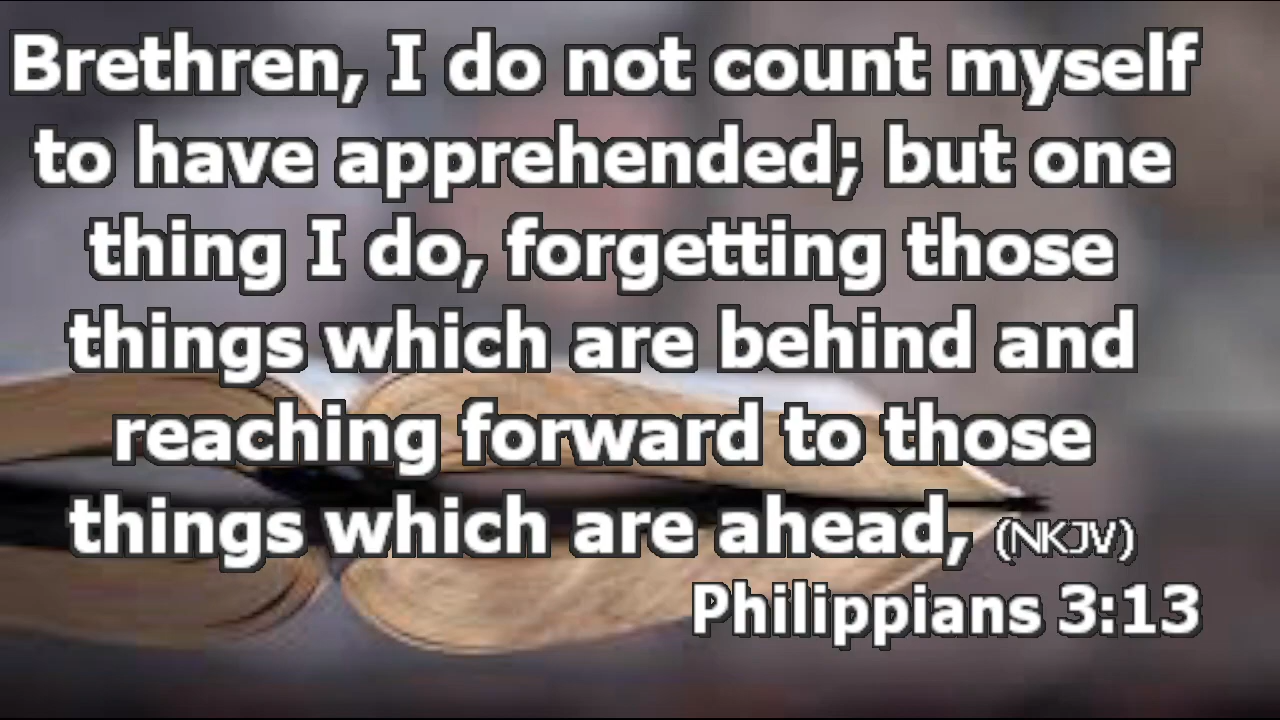 Brethren, I do not count myself
to have apprehended; but one
thing I do, forgetting those
things which are behind and
reaching forward to those
things which are ahead, (NKJV)
Philippians 3:13